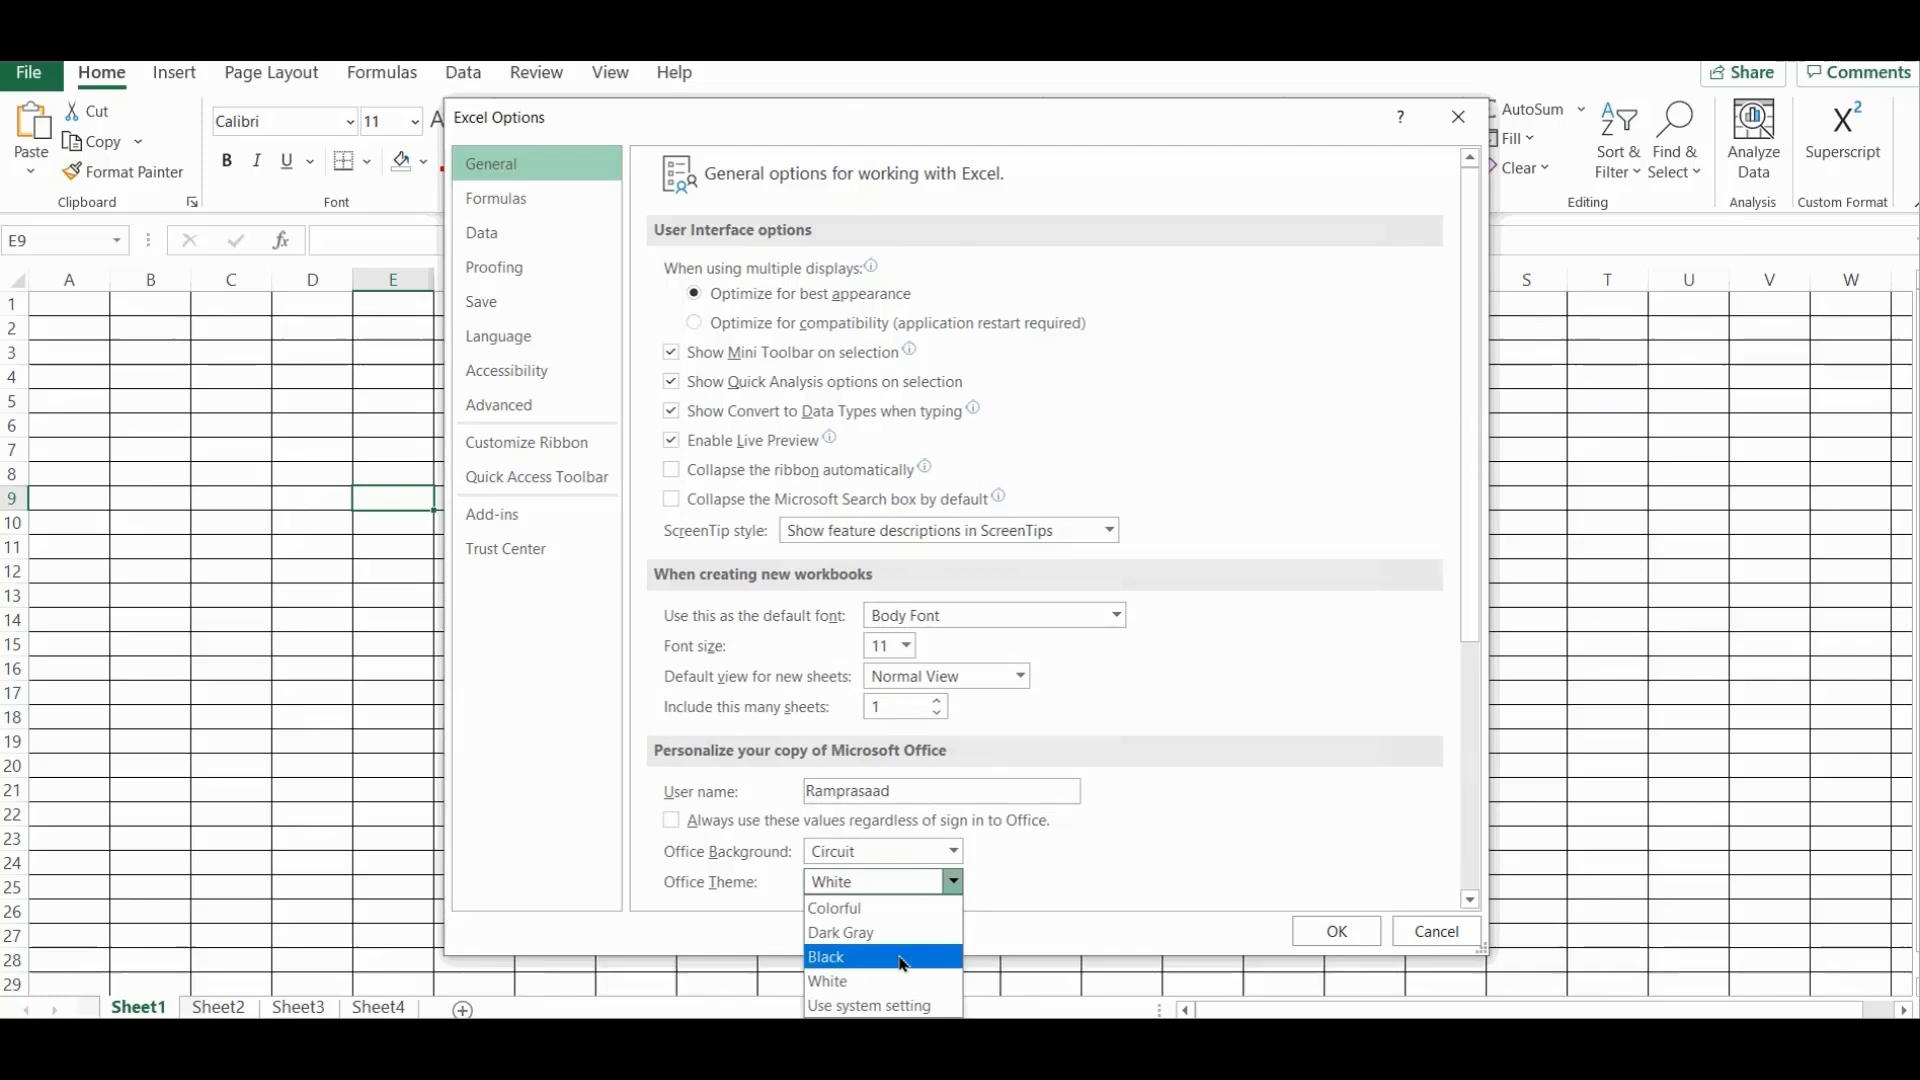 File Home Insert Page Layout Formulas Data Review View Help Share Comments
Paste
Cut
Copy
Format Painter
Clipboard
Calibri 11 A
B I U
Font
AutoSum
Fill
Clear
Sort & Filter
Find & Select
Editing
Analyze Data
Analysis
X²
Superscript
Custom Format
E9 fx
A B C D E S T U V W
1
2
3
4
5
6
7
8
9
10
11
12
13
14
15
16
17
18
19
20
21
22
23
24
25
26
27
28
29
Excel Options ?
General
Formulas
Data
Proofing
Save
Language
Accessibility
Advanced
Customize Ribbon
Quick Access Toolbar
Add-ins
Trust Center
General options for working with Excel.
User Interface options
When using multiple displays:
Optimize for best appearance
Optimize for compatibility (application restart required)
Show Mini Toolbar on selection
Show Quick Analysis options on selection
Show Convert to Data Types when typing
Enable Live Preview
Collapse the ribbon automatically
Collapse the Microsoft Search box by default
ScreenTip style: Show feature descriptions in ScreenTips
When creating new workbooks
Use this as the default font: Body Font
Font size: 11
Default view for new sheets: Normal View
Include this many sheets: 1
Personalize your copy of Microsoft Office
User name: Ramprasaad
Always use these values regardless of sign in to Office.
Office Background: Circuit
Office Theme: White
Colorful
Dark Gray
Black
White
Use system setting
OK Cancel
Sheet1 Sheet2 Sheet3 Sheet4